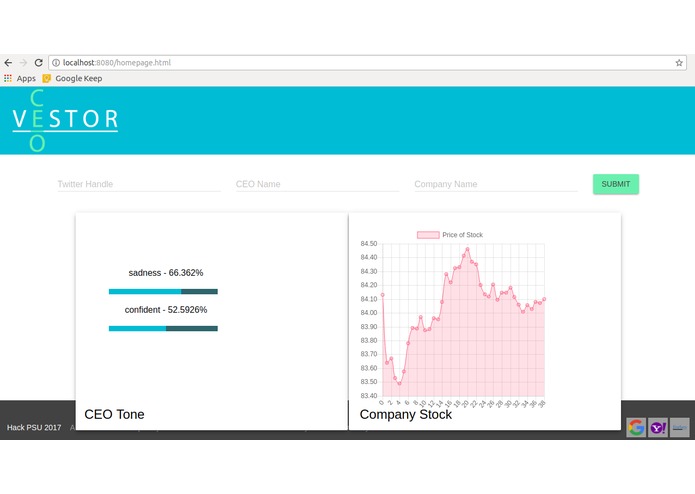 localhost:8080/homepage.html
Apps Google Keep
C
VESTOR
E
O
Twitter Handle CEO Name Company Name SUBMIT
sadness - 66.362%
confident - 52.5926%
CEO Tone
Price of Stock
84.50
84.40
84.30
84.20
84.10
84.00
83.90
83.80
83.70
83.60
83.50
83.40
0 2 4 6 8 10 12 14 16 18 20 22 24 26 28 30 32 34 36 38
Company Stock
Hack PSU 2017